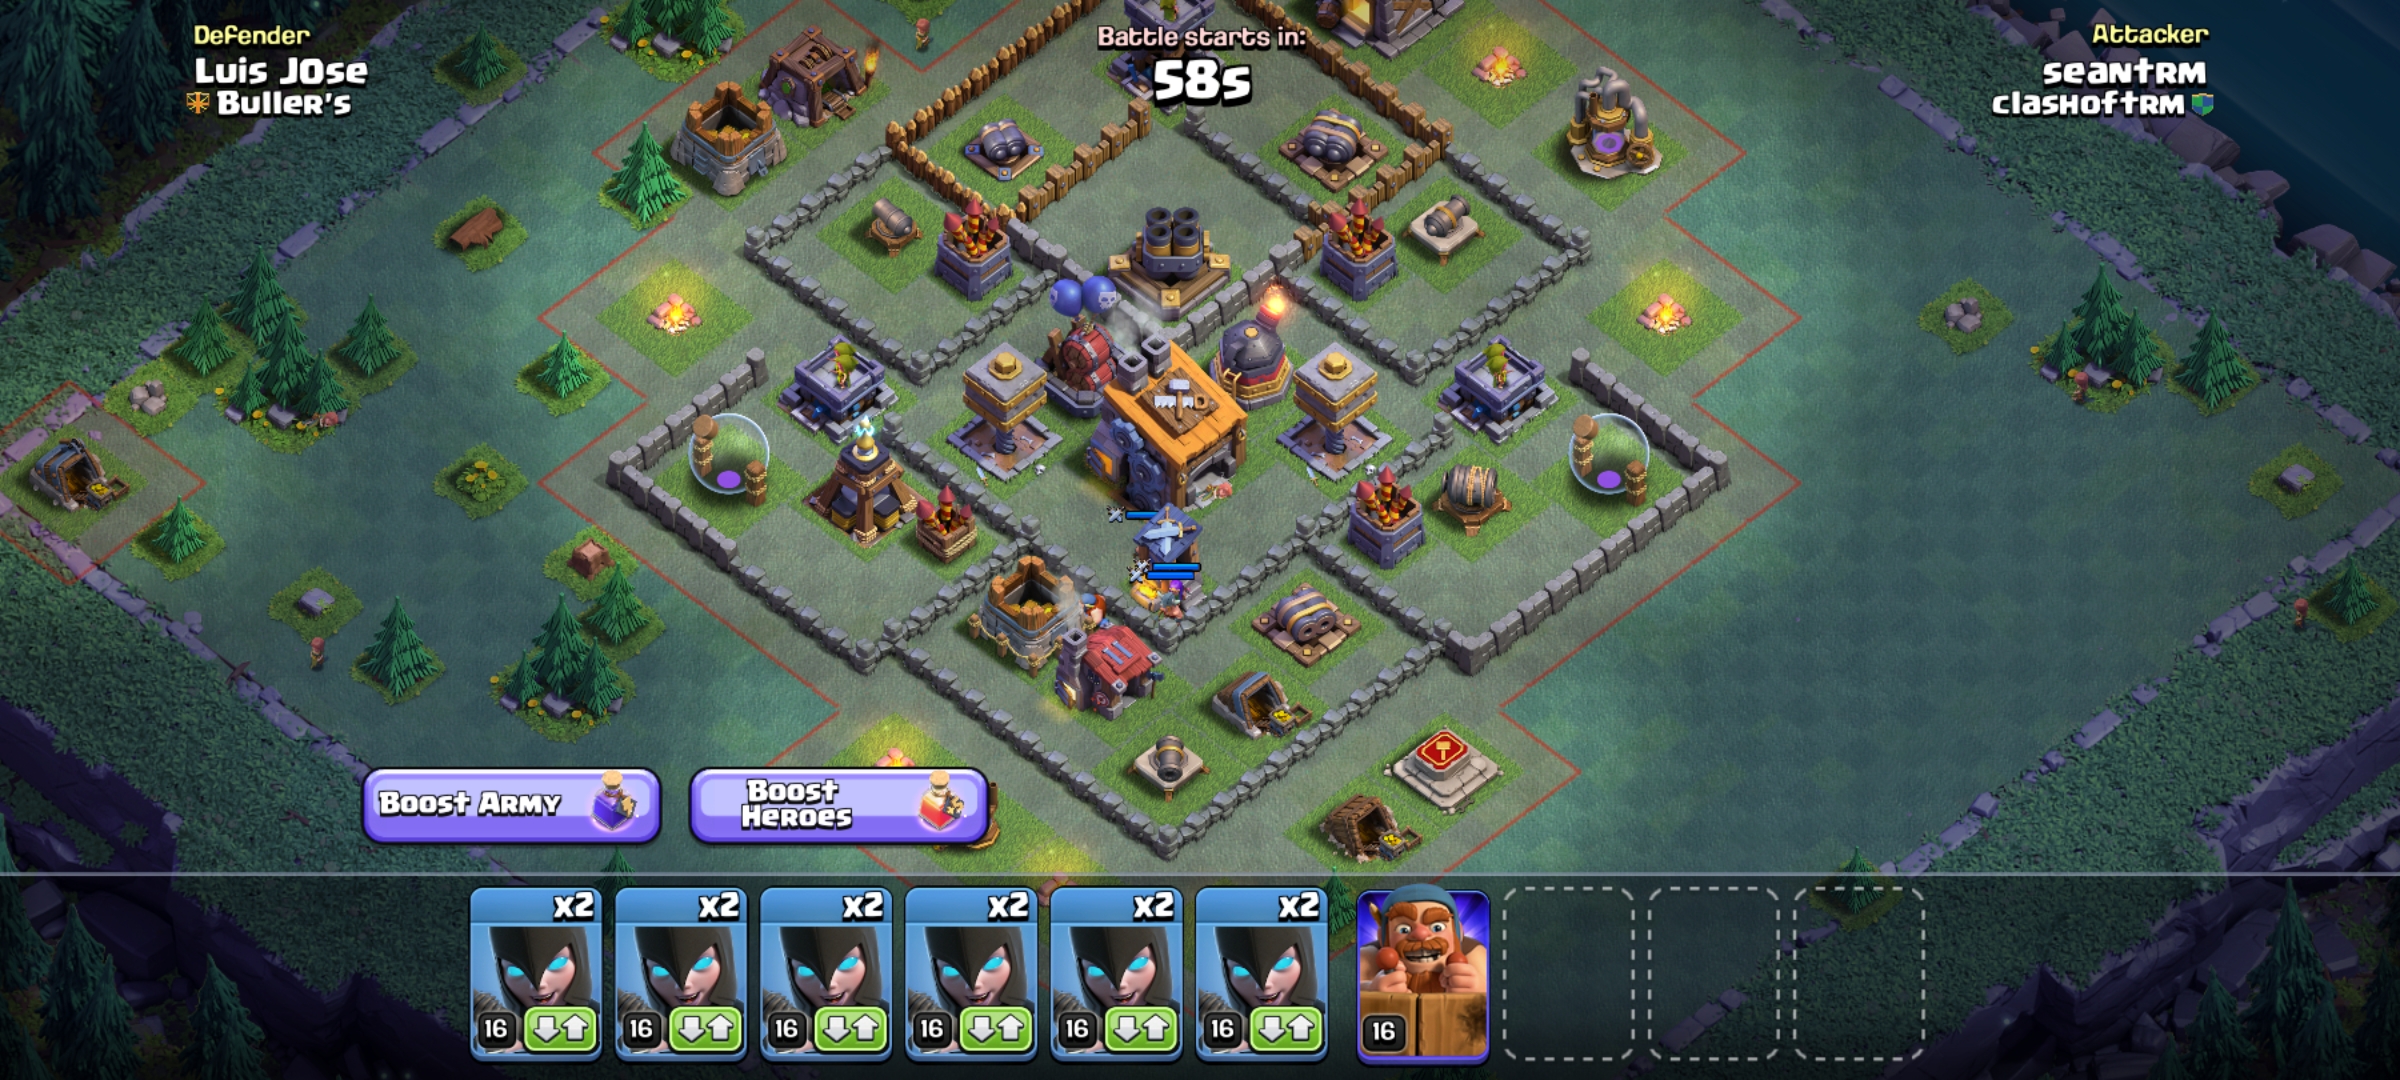 Defender
Luis JOse
Buller's
Battle starts in:
58s
Attacker
seantRM
clashoftRM
Boost Army
Boost
Heroes
x2
x2
x2
x2
x2
x2
16
16
16
16
16
16
16